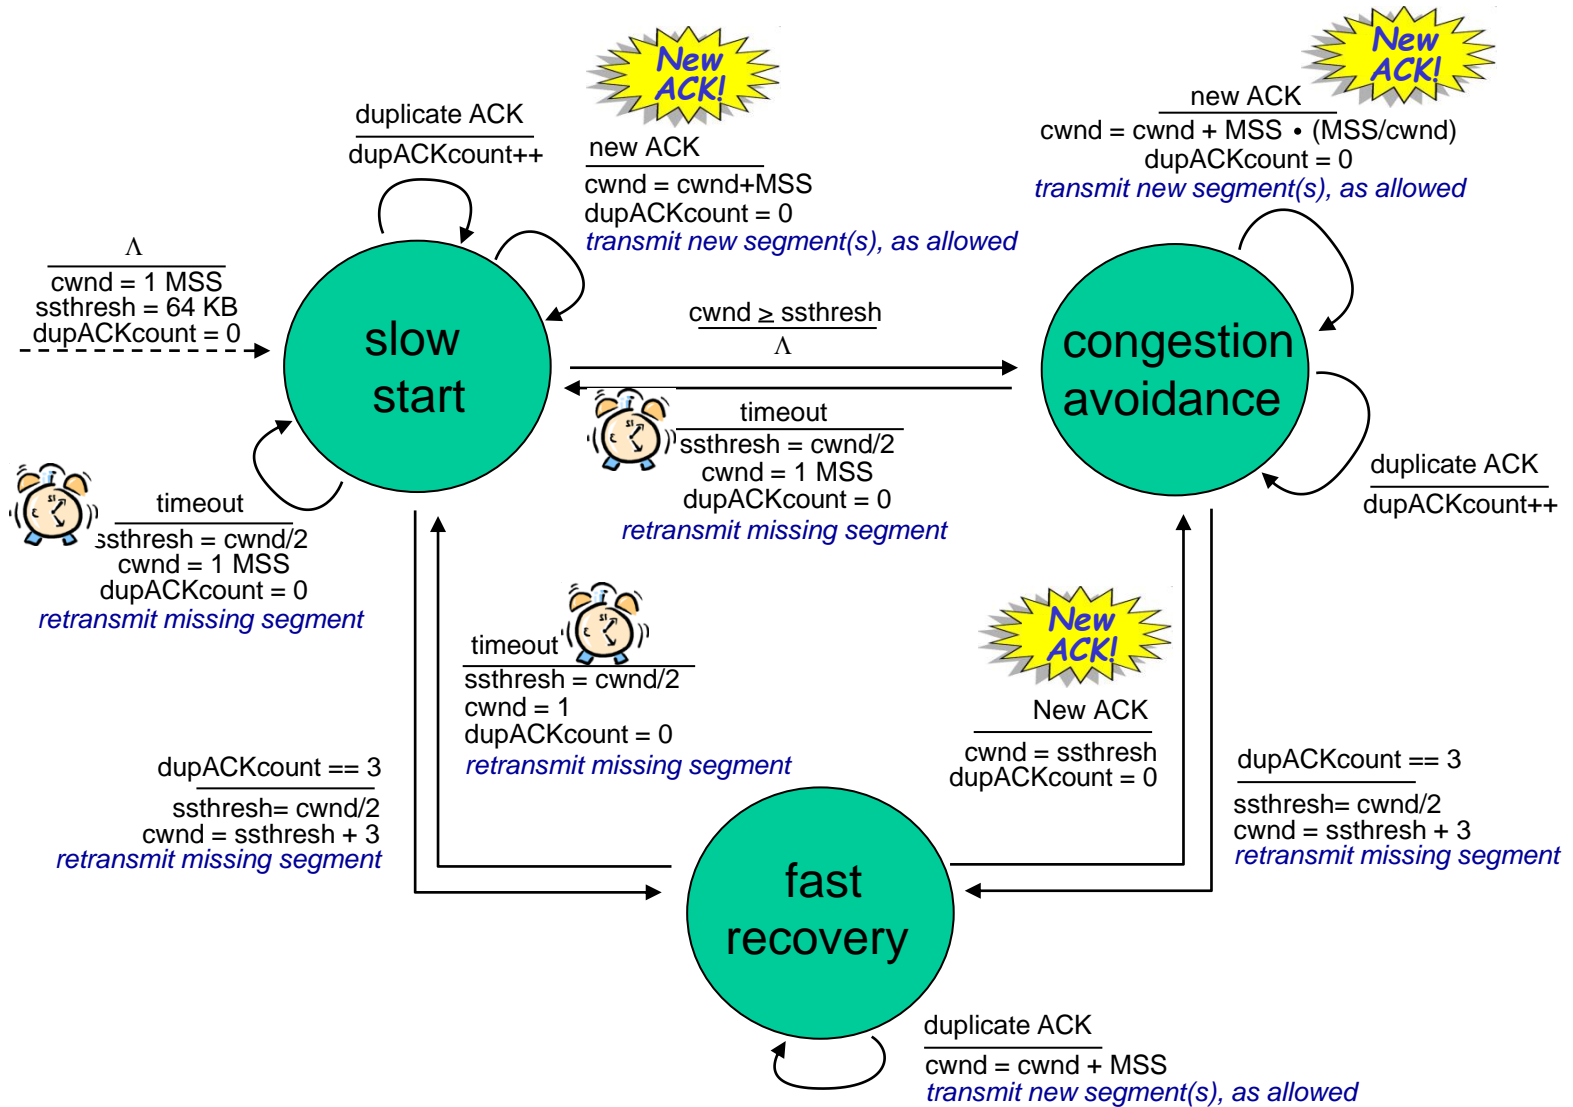 New
ACK!
duplicate ACK
dupACKcount++
new ACK
cwnd = cwnd+MSS
dupACKcount = 0
transmit new segment(s), as allowed
New
ACK!
new ACK
cwnd = cwnd + MSS • (MSS/cwnd)
dupACKcount = 0
transmit new segment(s), as allowed
Λ
cwnd = 1 MSS
ssthresh = 64 KB
dupACKcount = 0
slow
start
cwnd ≥ ssthresh
Λ
congestion
avoidance
timeout
ssthresh = cwnd/2
cwnd = 1 MSS
dupACKcount = 0
retransmit missing segment
duplicate ACK
dupACKcount++
timeout
ssthresh = cwnd/2
cwnd = 1 MSS
dupACKcount = 0
retransmit missing segment
timeout
ssthresh = cwnd/2
cwnd = 1
dupACKcount = 0
retransmit missing segment
New
ACK!
New ACK
cwnd = ssthresh
dupACKcount = 0
dupACKcount == 3
ssthresh= cwnd/2
cwnd = ssthresh + 3
retransmit missing segment
dupACKcount == 3
ssthresh= cwnd/2
cwnd = ssthresh + 3
retransmit missing segment
fast
recovery
duplicate ACK
cwnd = cwnd + MSS
transmit new segment(s), as allowed